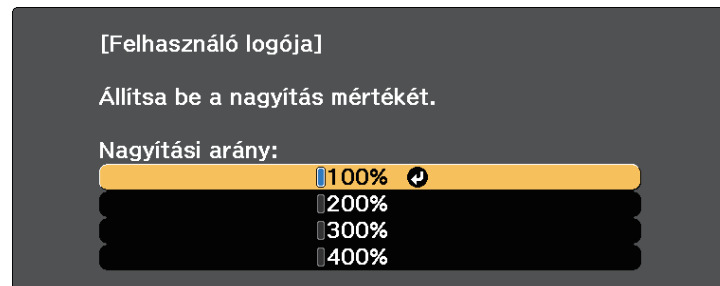 [Felhasználó logója]
Állítsa be a nagyítás mértékét.
Nagyítási arány:
100%
200%
300%
400%